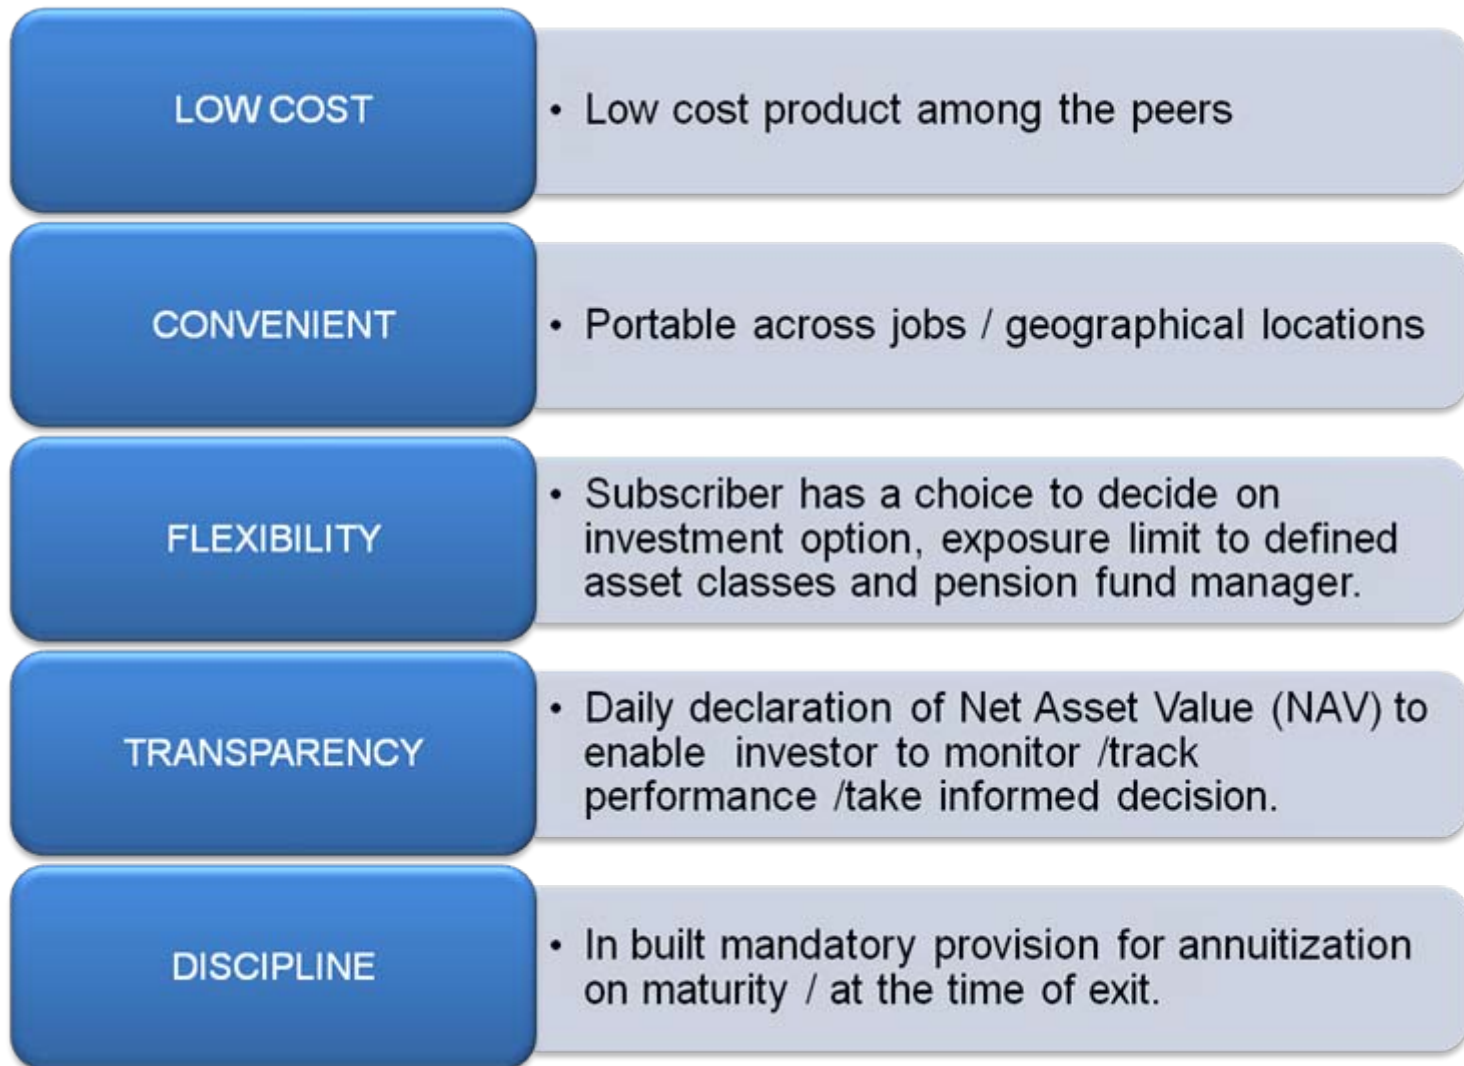 LOW COST
• Low cost product among the peers
CONVENIENT
• Portable across jobs / geographical locations
FLEXIBILITY
• Subscriber has a choice to decide on
investment option, exposure limit to defined
asset classes and pension fund manager.
TRANSPARENCY
• Daily declaration of Net Asset Value (NAV) to
enable  investor to monitor /track
performance /take informed decision.
DISCIPLINE
• In built mandatory provision for annuitization
on maturity / at the time of exit.